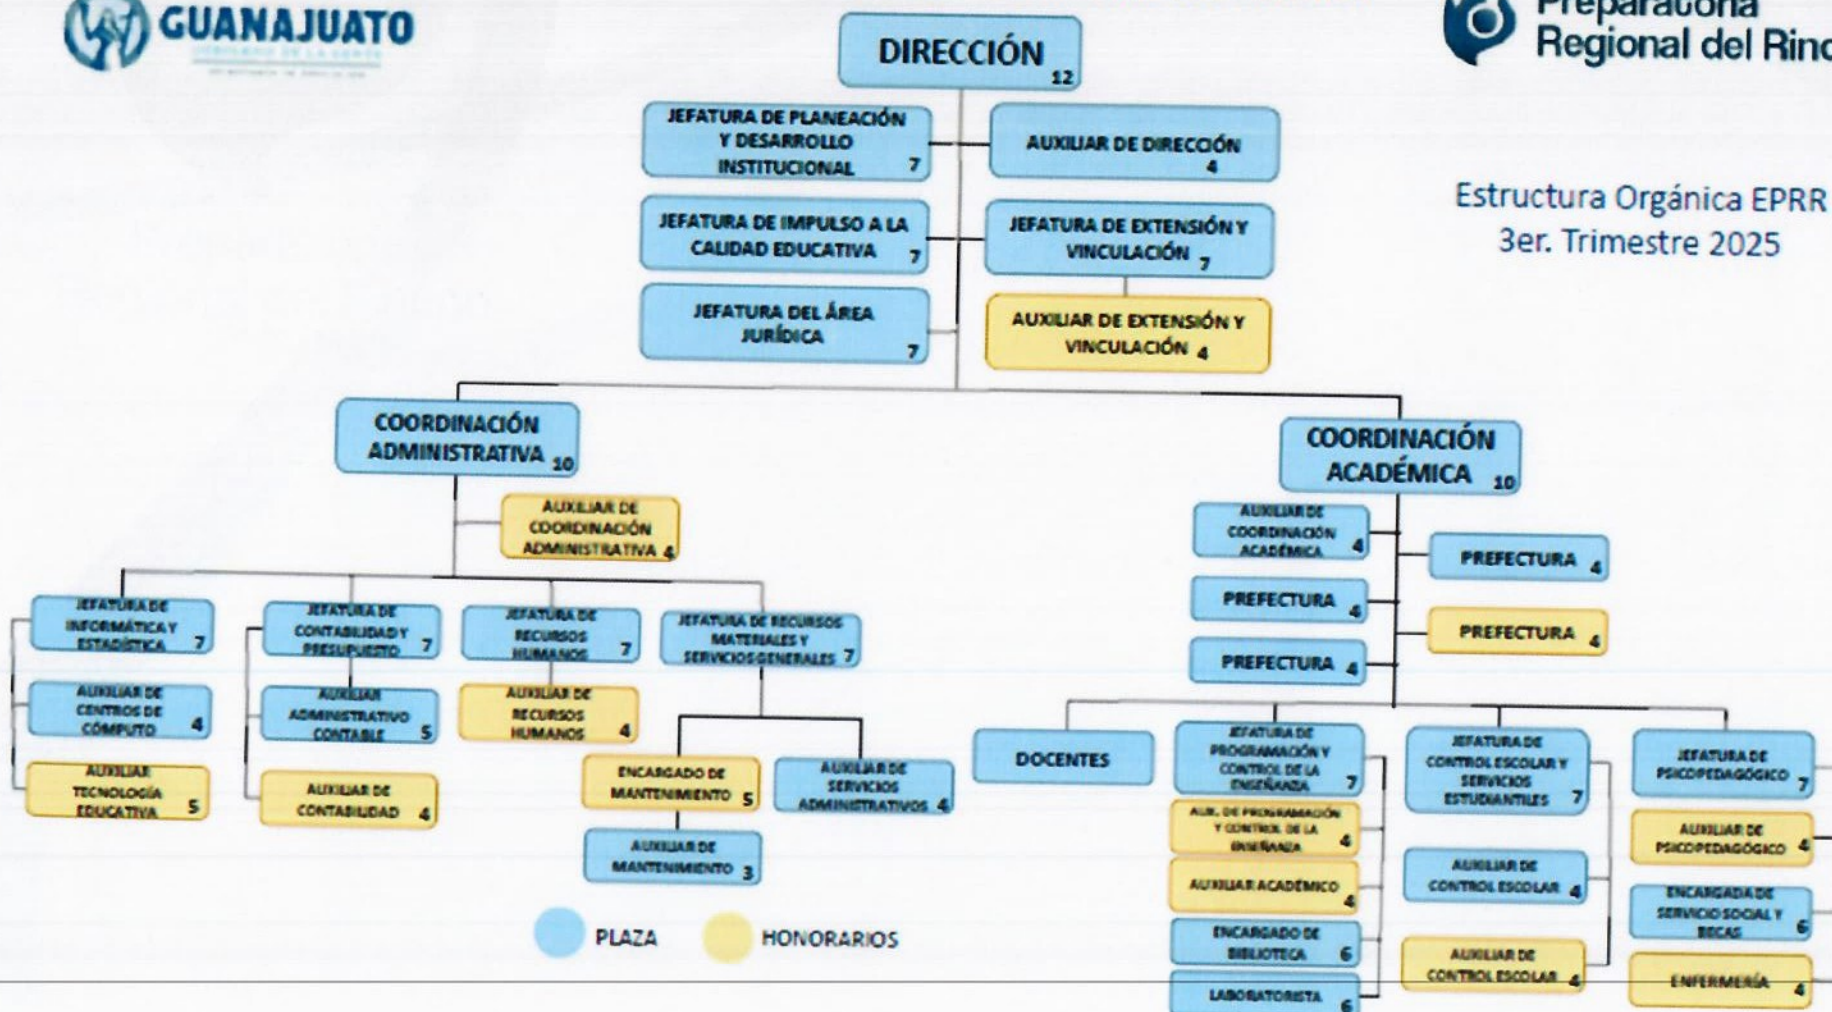 GUANAJUATO
Preparatoria
Regional del Rinc
Estructura Orgánica EPRR
3er. Trimestre 2025
DIRECCIÓN
12
JEFATURA DE PLANEACIÓN
Y DESARROLLO
INSTITUCIONAL
7
AUXILIAR DE DIRECCIÓN
4
JEFATURA DE IMPULSO A LA
CALIDAD EDUCATIVA
7
JEFATURA DE EXTENSIÓN Y
VINCULACIÓN 7
JEFATURA DEL ÁREA
JURÍDICA
7
AUXILIAR DE EXTENSIÓN Y
VINCULACIÓN 4
COORDINACIÓN
ADMINISTRATIVA 10
AUXILIAR DE
COORDINACIÓN
ADMINISTRATIVA 4
JEFATURA DE
INFORMÁTICA Y
ESTADÍSTICA 7
AUXILIAR DE
CENTROS DE
CÓMPUTO 4
AUXILIAR
TECNOLOGÍA
EDUCATIVA 5
JEFATURA DE
CONTABILIDAD Y
PRESUPUESTO 7
AUXILIAR
ADMINISTRATIVO
CONTABLE 5
AUXILIAR DE
CONTABILIDAD 4
JEFATURA DE
RECURSOS
HUMANOS 7
AUXILIAR DE
RECURSOS
HUMANOS 4
JEFATURA DE RECURSOS
MATERIALES Y
SERVICIOS GENERALES 7
ENCARGADO DE
MANTENIMIENTO 5
AUXILIAR DE
MANTENIMIENTO 3
AUXILIAR DE
SERVICIOS
ADMINISTRATIVOS 4
COORDINACIÓN
ACADÉMICA 10
AUXILIAR DE
COORDINACIÓN
ACADÉMICA 4
PREFECTURA 4
PREFECTURA 4
PREFECTURA 4
PREFECTURA 4
DOCENTES
JEFATURA DE
PROGRAMACIÓN Y
CONTROL DE LA
ENSEÑANZA 7
AUX. DE PROGRAMACIÓN
Y CONTROL DE LA
ENSEÑANZA 4
AUXILIAR ACADÉMICO
4
ENCARGADO DE
BIBLIOTECA 6
LABORATORISTA 6
JEFATURA DE
CONTROL ESCOLAR Y
SERVICIOS
ESTUDIANTILES 7
AUXILIAR DE
CONTROL ESCOLAR 4
AUXILIAR DE
CONTROL ESCOLAR 4
JEFATURA DE
PSICOPEDAGÓGICO 7
AUXILIAR DE
PSICOPEDAGÓGICO 4
ENCARGADA DE
SERVICIO SOCIAL Y
BECAS 6
ENFERMERÍA 4
PLAZA
HONORARIOS